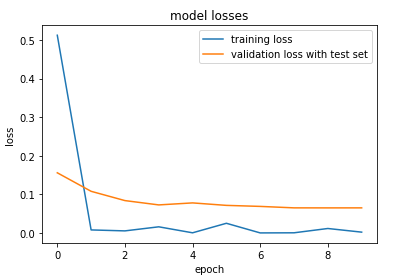 model losses
training loss
validation loss with test set
loss
0.5
0.4
0.3
0.2
0.1
0.0
0 2 4 6 8
epoch